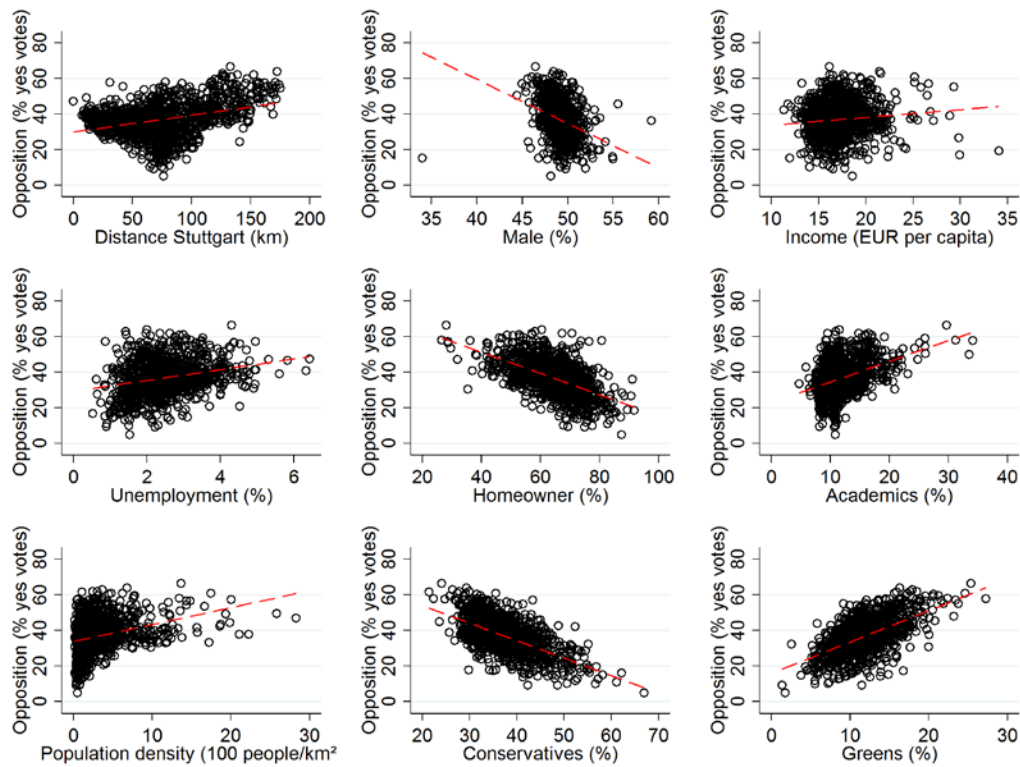 Opposition (% yes votes)
0 20 40 60 80
0 50 100 150 200
Distance Stuttgart (km)
Opposition (% yes votes)
0 20 40 60 80
35 40 45 50 55 60
Male (%)
Opposition (% yes votes)
0 20 40 60 80
10 15 20 25 30 35
Income (EUR per capita)
Opposition (% yes votes)
0 20 40 60 80
0 2 4 6
Unemployment (%)
Opposition (% yes votes)
0 20 40 60 80
20 40 60 80 100
Homeowner (%)
Opposition (% yes votes)
0 20 40 60 80
0 10 20 30 40
Academics (%)
Opposition (% yes votes)
0 20 40 60 80
0 10 20 30
Population density (100 people/km²
Opposition (% yes votes)
0 20 40 60 80
20 30 40 50 60 70
Conservatives (%)
Opposition (% yes votes)
0 20 40 60 80
0 10 20 30
Greens (%)